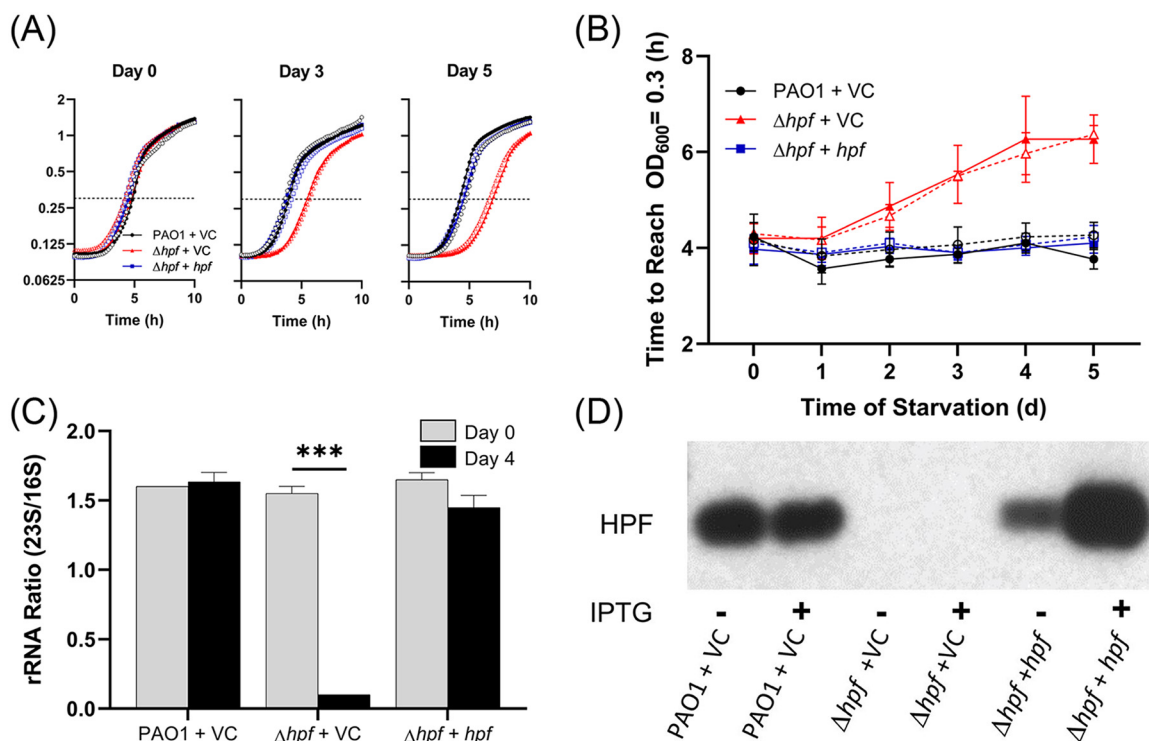 (A)
Day 0
Day 3
Day 5
2
1
0.5
0.25
0.125
0.0625
PAO1 + VC
Δhpf + VC
Δhpf + hpf
0 5 10
0 5 10
0 5 10
Time (h)
Time (h)
Time (h)
(B)
Time to Reach OD600= 0.3 (h)
8
6
4
2
PAO1 + VC
Δhpf + VC
Δhpf + hpf
0 1 2 3 4 5
Time of Starvation (d)
(C)
rRNA Ratio (23S/16S)
2.0
1.5
1.0
0.5
0.0
***
Day 0
Day 4
PAO1 + VC
Δhpf + VC
Δhpf + hpf
(D)
HPF
IPTG - + - + - +
PAO1 + VC
PAO1 + VC
Δhpf +VC
Δhpf +VC
Δhpf +hpf
Δhpf + hpf